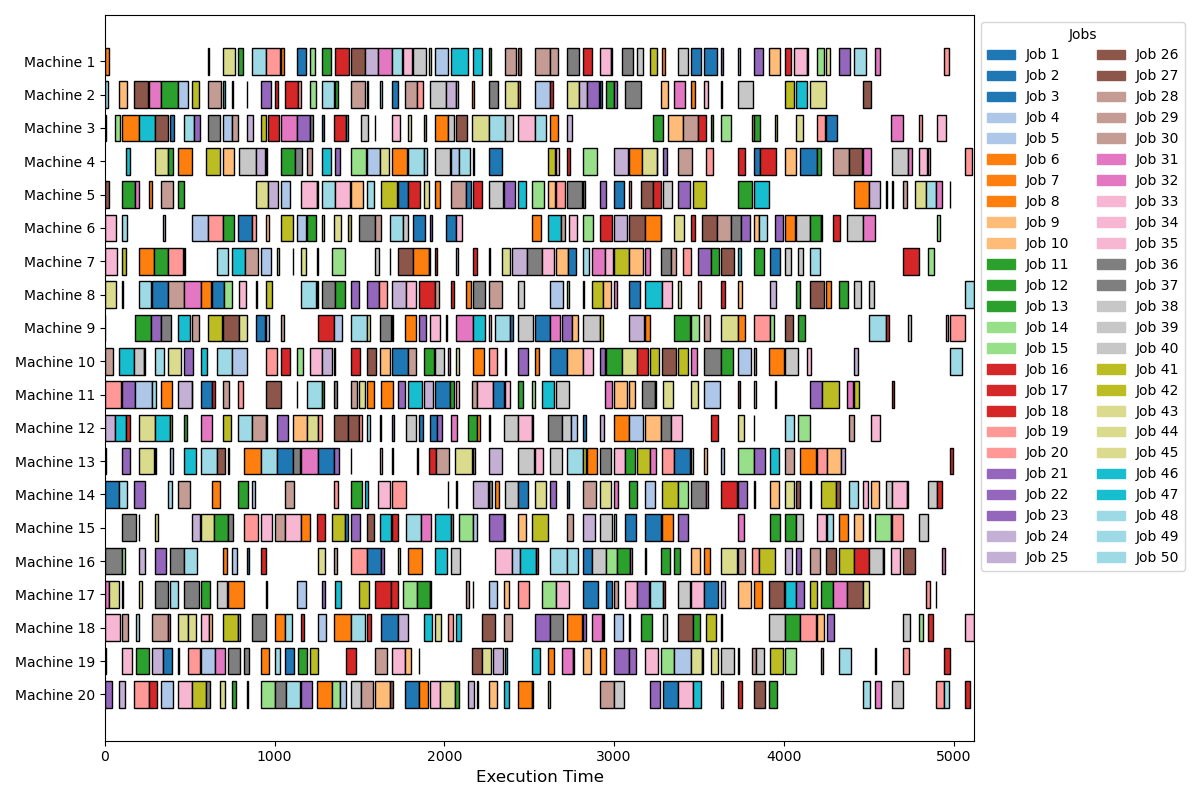 Machine 1
Machine 2
Machine 3
Machine 4
Machine 5
Machine 6
Machine 7
Machine 8
Machine 9
Machine 10
Machine 11
Machine 12
Machine 13
Machine 14
Machine 15
Machine 16
Machine 17
Machine 18
Machine 19
Machine 20
0 1000 2000 3000 4000 5000
Execution Time
Jobs
Job 1
Job 2
Job 3
Job 4
Job 5
Job 6
Job 7
Job 8
Job 9
Job 10
Job 11
Job 12
Job 13
Job 14
Job 15
Job 16
Job 17
Job 18
Job 19
Job 20
Job 21
Job 22
Job 23
Job 24
Job 25
Job 26
Job 27
Job 28
Job 29
Job 30
Job 31
Job 32
Job 33
Job 34
Job 35
Job 36
Job 37
Job 38
Job 39
Job 40
Job 41
Job 42
Job 43
Job 44
Job 45
Job 46
Job 47
Job 48
Job 49
Job 50